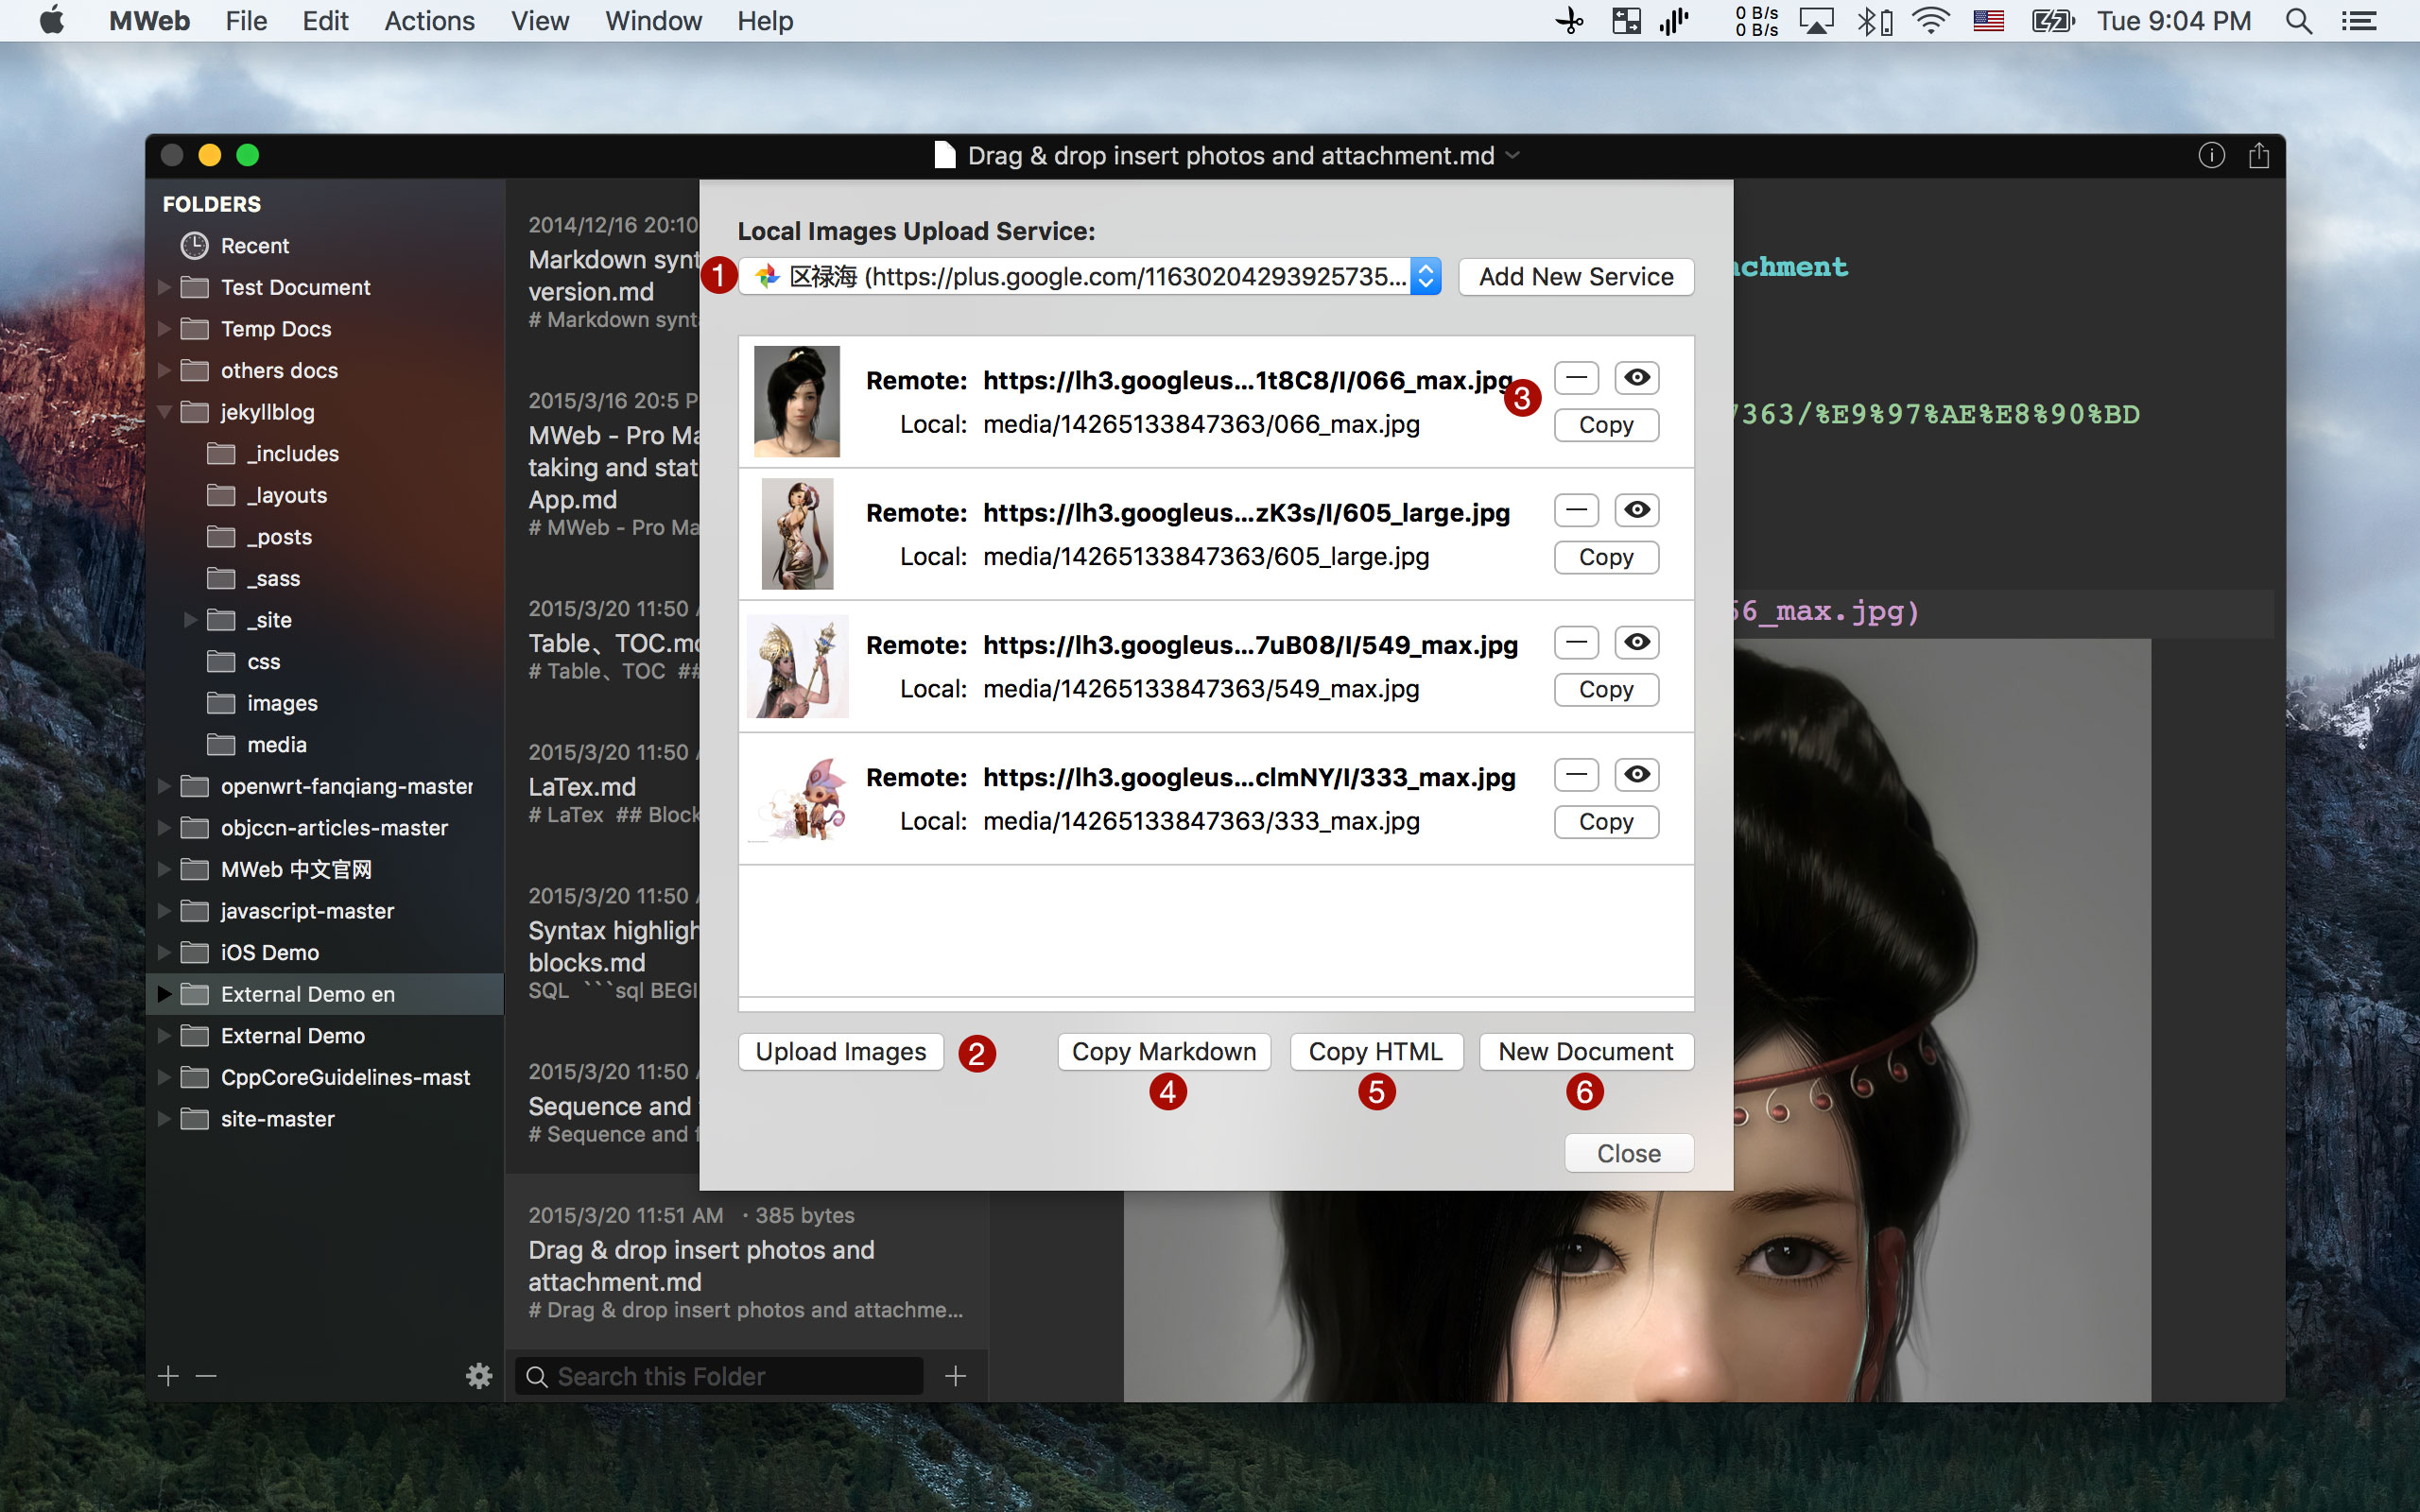 MWeb File Edit Actions View Window Help
0 B/s
0 B/s
Tue 9:04 PM
Drag & drop insert photos and attachment.md
FOLDERS
Recent
Test Document
Temp Docs
others docs
jekyllblog
_includes
_layouts
_posts
_sass
_site
css
images
media
openwrt-fanqiang-master
objccn-articles-master
MWeb 中文官网
javascript-master
iOS Demo
External Demo en
External Demo
CppCoreGuidelines-mast
site-master
2014/12/16 20:10
Markdown synt
version.md
# Markdown synt
2015/3/16 20:5 P
MWeb - Pro Ma
taking and stat
App.md
# MWeb - Pro Ma
2015/3/20 11:50
Table、TOC.md
# Table、TOC ##
2015/3/20 11:50
LaTex.md
# LaTex ## Block
2015/3/20 11:50
Syntax highligh
blocks.md
SQL ```sql BEGI
2015/3/20 11:50
Sequence and
# Sequence and f
2015/3/20 11:51 AM · 385 bytes
Drag & drop insert photos and
attachment.md
# Drag & drop insert photos and attachme...
Search this Folder
Local Images Upload Service:
1 区禄海 (https://plus.google.com/11630204293925735... Add New Service
Remote: https://lh3.googleus...1t8C8/I/066_max.jpg
3
Local: media/14265133847363/066_max.jpg Copy
Remote: https://lh3.googleus...zK3s/I/605_large.jpg
Local: media/14265133847363/605_large.jpg Copy
Remote: https://lh3.googleus...7uB08/I/549_max.jpg
Local: media/14265133847363/549_max.jpg Copy
Remote: https://lh3.googleus...clmNY/I/333_max.jpg
Local: media/14265133847363/333_max.jpg Copy
Upload Images 2 Copy Markdown Copy HTML New Document
4 5 6
Close
achment
7363/%E9%97%AE%E8%90%BD
66_max.jpg)